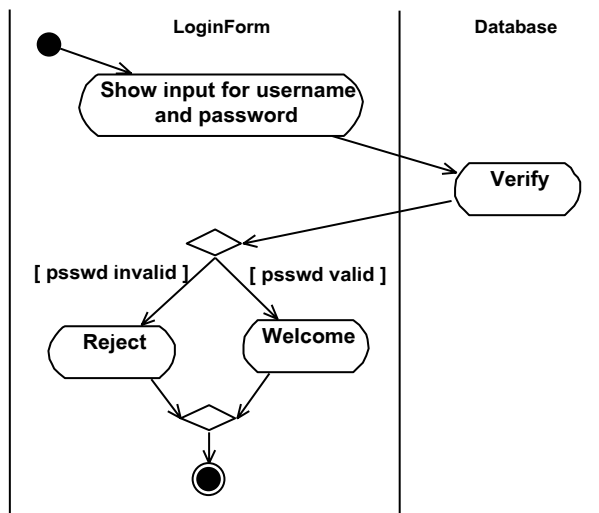 LoginForm
Database
Show input for username
and password
Verify
[ psswd invalid ]
[ psswd valid ]
Reject
Welcome